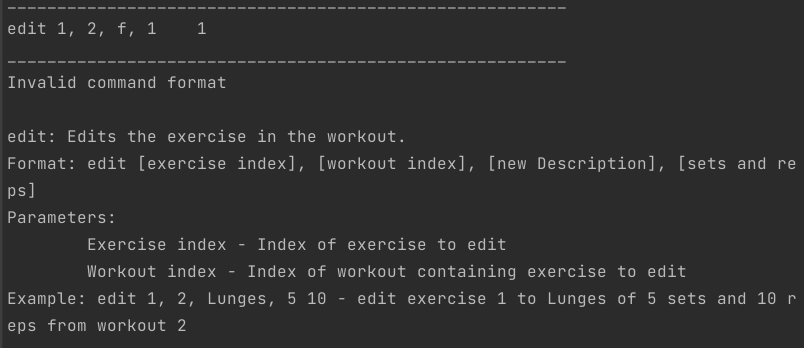 ________________________________________________________
edit 1, 2, f, 1    1
________________________________________________________
Invalid command format

edit: Edits the exercise in the workout.
Format: edit [exercise index], [workout index], [new Description], [sets and re
ps]
Parameters:
        Exercise index - Index of exercise to edit
        Workout index - Index of workout containing exercise to edit
Example: edit 1, 2, Lunges, 5 10 - edit exercise 1 to Lunges of 5 sets and 10 r
eps from workout 2